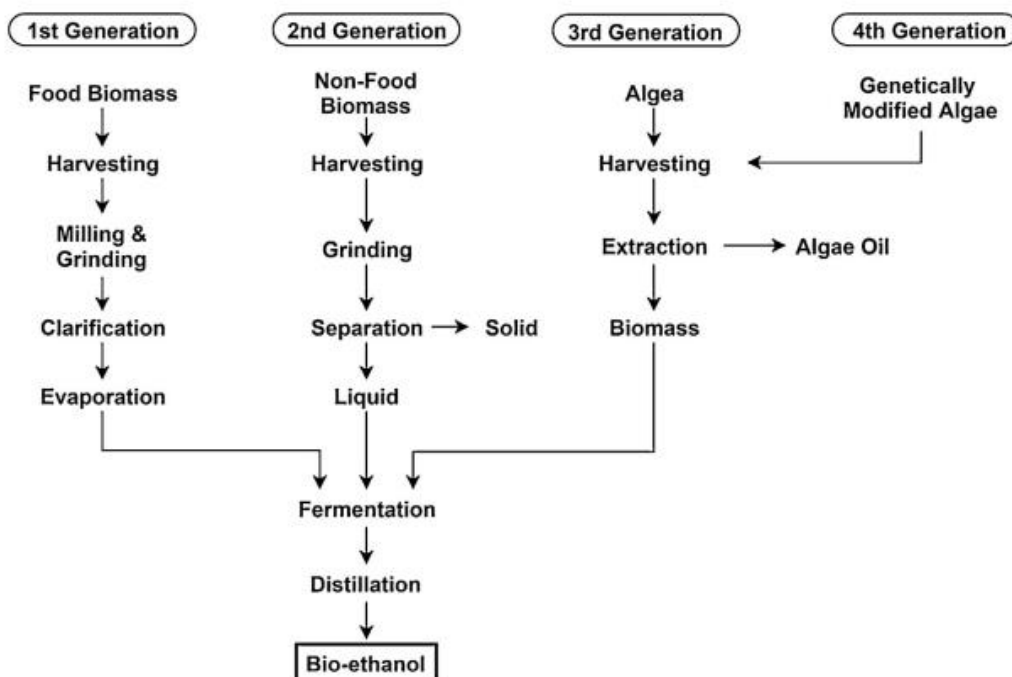 1st Generation
2nd Generation
3rd Generation
4th Generation
Food Biomass
Non-Food
Biomass
Algea
Genetically
Modified Algae
Harvesting
Harvesting
Harvesting
Milling &
Grinding
Grinding
Extraction
Algae Oil
Clarification
Separation
Solid
Biomass
Evaporation
Liquid
Fermentation
Distillation
Bio-ethanol